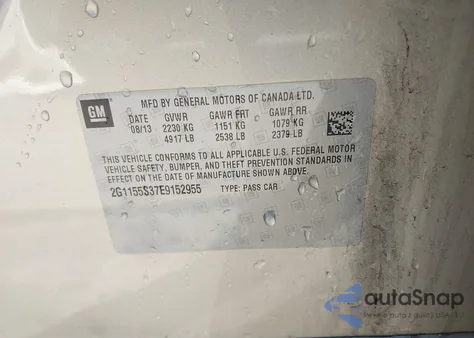 GM
MFD BY GENERAL MOTORS OF CANADA LTD.
DATE GVWR GAWR FRT GAWR RR
08/13 2230 KG 1151 KG 1079 KG
4917 LB 2538 LB 2379 LB
THIS VEHICLE CONFORMS TO ALL APPLICABLE U.S. FEDERAL MOTOR
VEHICLE SAFETY, BUMPER, AND THEFT PREVENTION STANDARDS IN
EFFECT ON THE DATE OF MANUFACTURE SHOWN ABOVE.
2G1155S37E9152955 TYPE: PASS CAR
autoSnap